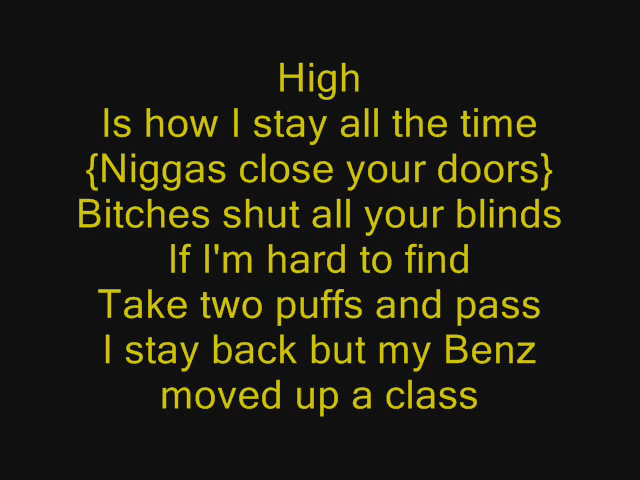 High
Is how I stay all the time
{Niggas close your doors}
Bitches shut all your blinds
If I'm hard to find
Take two puffs and pass
I stay back but my Benz
moved up a class